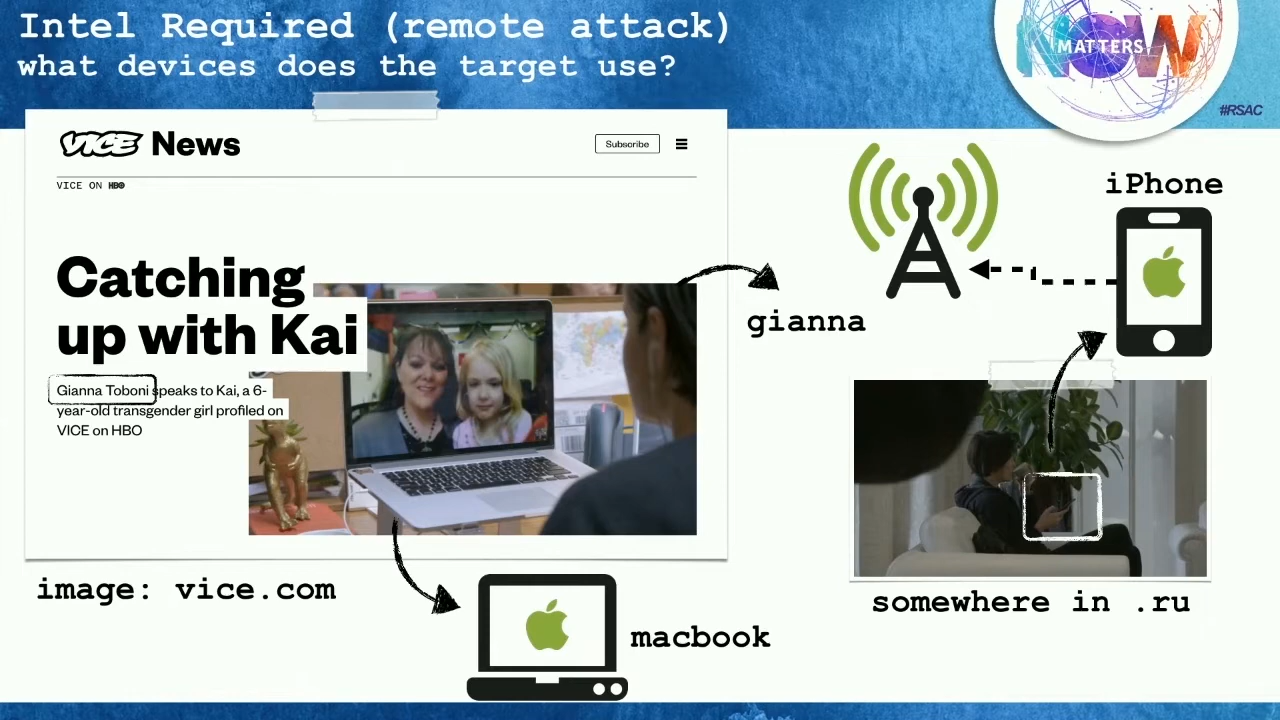 Intel Required (remote attack)
what devices does the target use?
NOW
MATTERS
#RSAC
VICE News
Subscribe
VICE ON HBO
Catching
up with Kai
Gianna Toboni speaks to Kai, a 6-
year-old transgender girl profiled on
VICE on HBO
gianna
iPhone
image: vice.com
macbook
somewhere in .ru